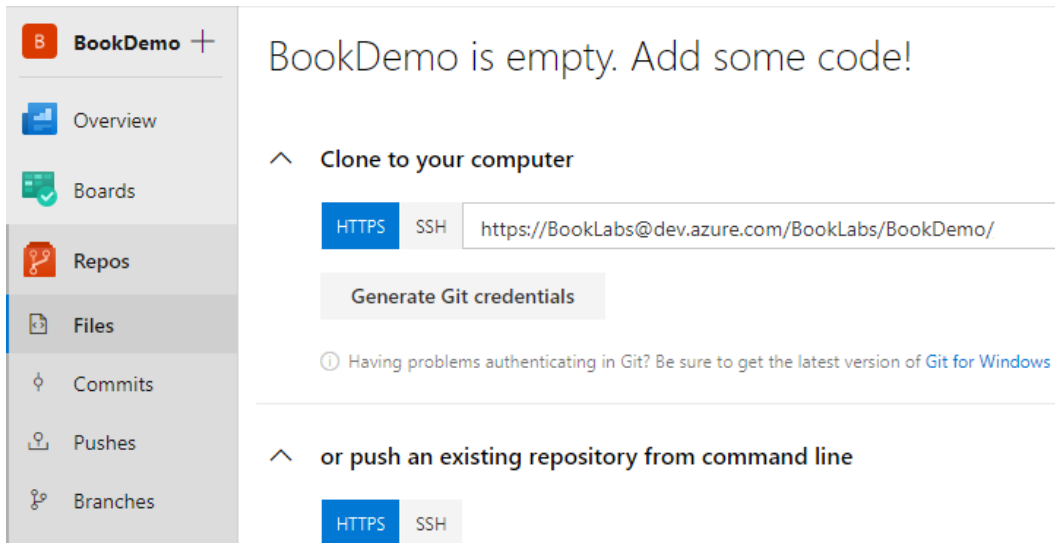 B BookDemo +
BookDemo is empty. Add some code!
Overview
Clone to your computer
Boards
HTTPS SSH https://BookLabs@dev.azure.com/BookLabs/BookDemo/
Repos
Generate Git credentials
Files
Having problems authenticating in Git? Be sure to get the latest version of Git for Windows
Commits
Pushes
or push an existing repository from command line
Branches
HTTPS SSH